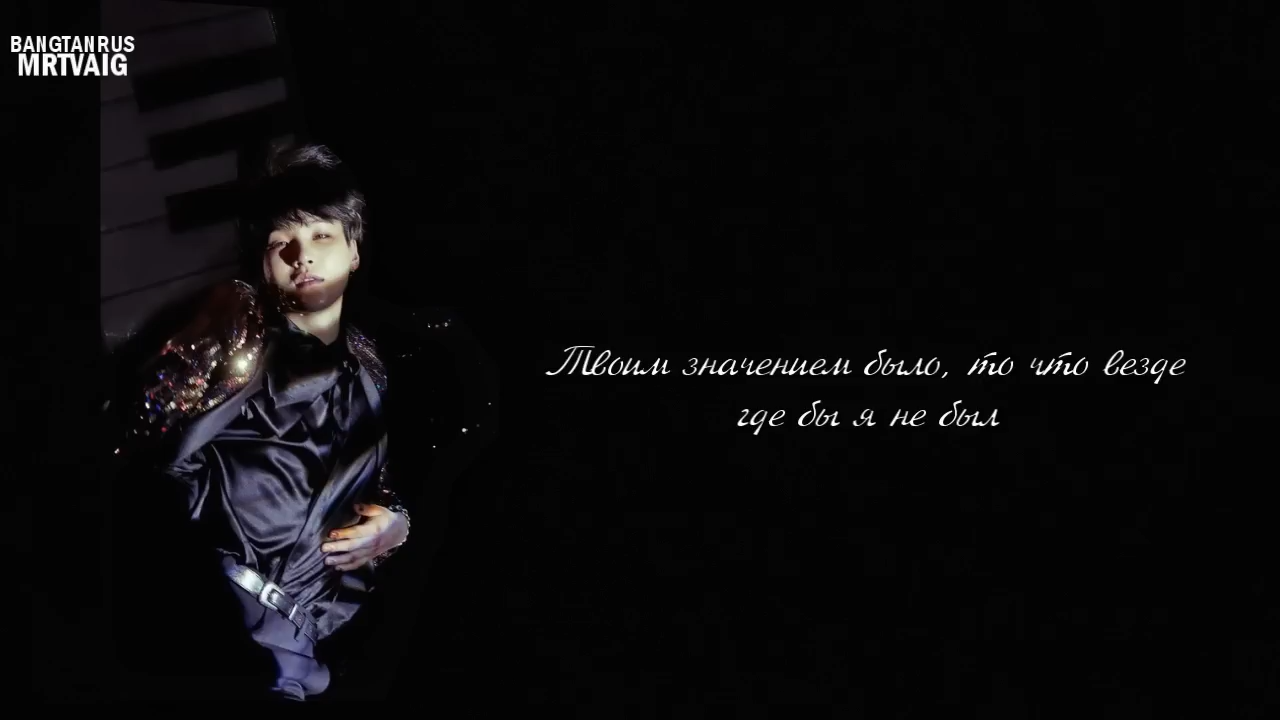 BANGTANRUS
MRTVAIG
Твоим значением было, то что везде
где бы я не был